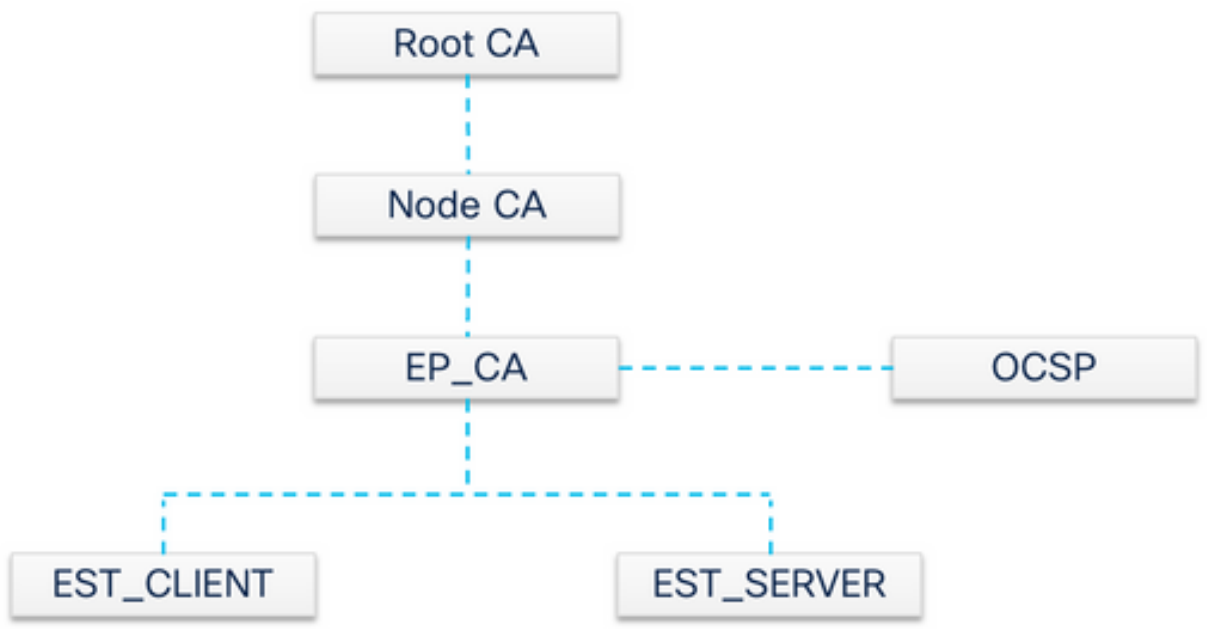 Root CA
Node CA
EP_CA
OCSP
EST_CLIENT
EST_SERVER